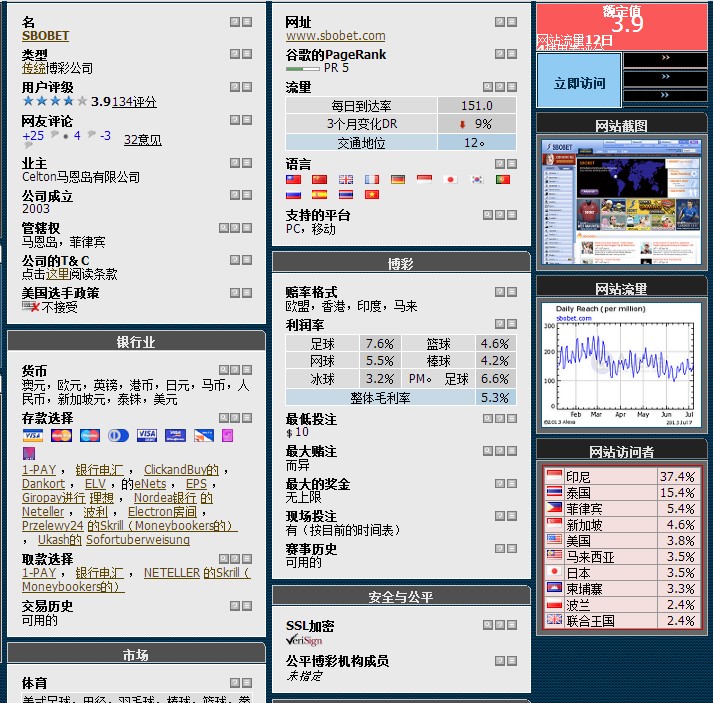 名
SBOBET
类型
传统博彩公司
用户评级
3.9 134评分
网友评论
+25 4 -3 32意见
业主
Celton马恩岛有限公司
公司成立
2003
管辖权
马恩岛，菲律宾
公司的T& C
点击这里阅读条款
美国选手政策
不接受
银行业
货币
澳元，欧元，英镑，港币，日元，马币，人
民币，新加坡元，泰铢，美元
存款选择
VISA
1-PAY ， 银行电汇 ， ClickandBuy的 ，
Dankort ， ELV ，的eNets ， EPS ，
Giropay进行 理想 ， Nordea银行 的
Neteller ， 波利 ， Electron房间 ，
Przelewy24 的Skrill（Moneybookers的）
， Ukash的 Sofortuberweisung
取款选择
1-PAY ， 银行电汇 ， NETELLER 的Skrill（
Moneybookers的）
交易历史
可用的
市场
体育
美式足球，田径，羽毛球，棒球，篮球，拳
网址
www.sbobet.com
谷歌的PageRank
PR 5
流量
每日到达率 151.0
3个月变化DR 9%
交通地位 12。
语言
支持的平台
PC，移动
博彩
赔率格式
欧盟，香港，印度，马来
利润率
足球 7.6% 篮球 4.6%
网球 5.5% 棒球 4.2%
冰球 3.2% PM。 足球 6.6%
整体毛利率 5.3%
最低投注
$ 10
最大赌注
而异
最大的奖金
无上限
现场投注
有（按目前的时间表）
赛事历史
可用的
安全与公平
SSL加密
VeriSign
公平博彩机构成员
未指定
额定值
3.9
网站流量12日
立即访问
网站截图
SBOBET
网站流量
Daily Reach (per million)
sbobet.com
300
200
100
0
Feb Mar Apr May Jun Jul
©2013 Alexa 2013 Jul 7
网站访问者
印尼 37.4%
泰国 15.4%
菲律宾 5.4%
新加坡 4.6%
美国 3.8%
马来西亚 3.5%
日本 3.5%
柬埔寨 3.3%
波兰 2.4%
联合王国 2.4%